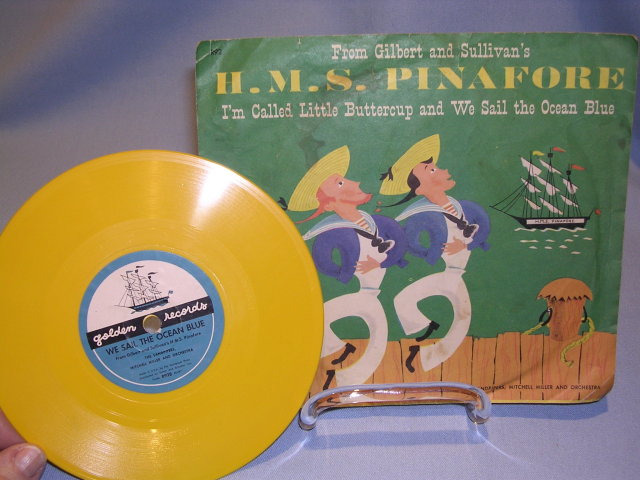 From Gilbert and Sullivan's
H.M.S. PINAFORE
I'm Called Little Buttercup and We Sail the Ocean Blue
H.M.S. PINAFORE
MITCHELL MILLER AND ORCHESTRA
golden records
WE SAIL THE OCEAN BLUE
From Gilbert and Sullivan's H.M.S. Pinafore
THE SANDPIPERS
MITCHELL MILLER AND ORCHESTRA